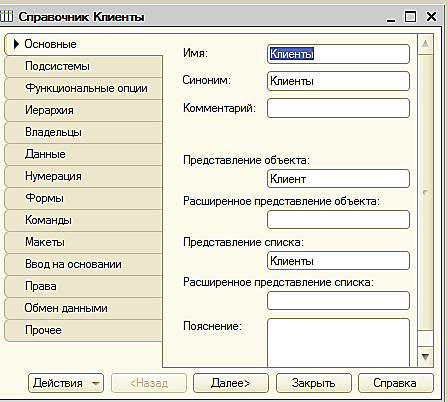 Справочник Клиенты
Основные
Подсистемы
Функциональные опции
Иерархия
Владельцы
Данные
Нумерация
Формы
Команды
Макеты
Ввод на основании
Права
Обмен данными
Прочее
Имя: Клиенты
Синоним: Клиенты
Комментарий:
Представление объекта:
Клиент
Расширенное представление объекта:
Представление списка:
Клиенты
Расширенное представление списка:
Пояснение:
Действия <Назад Далее> Закрыть Справка